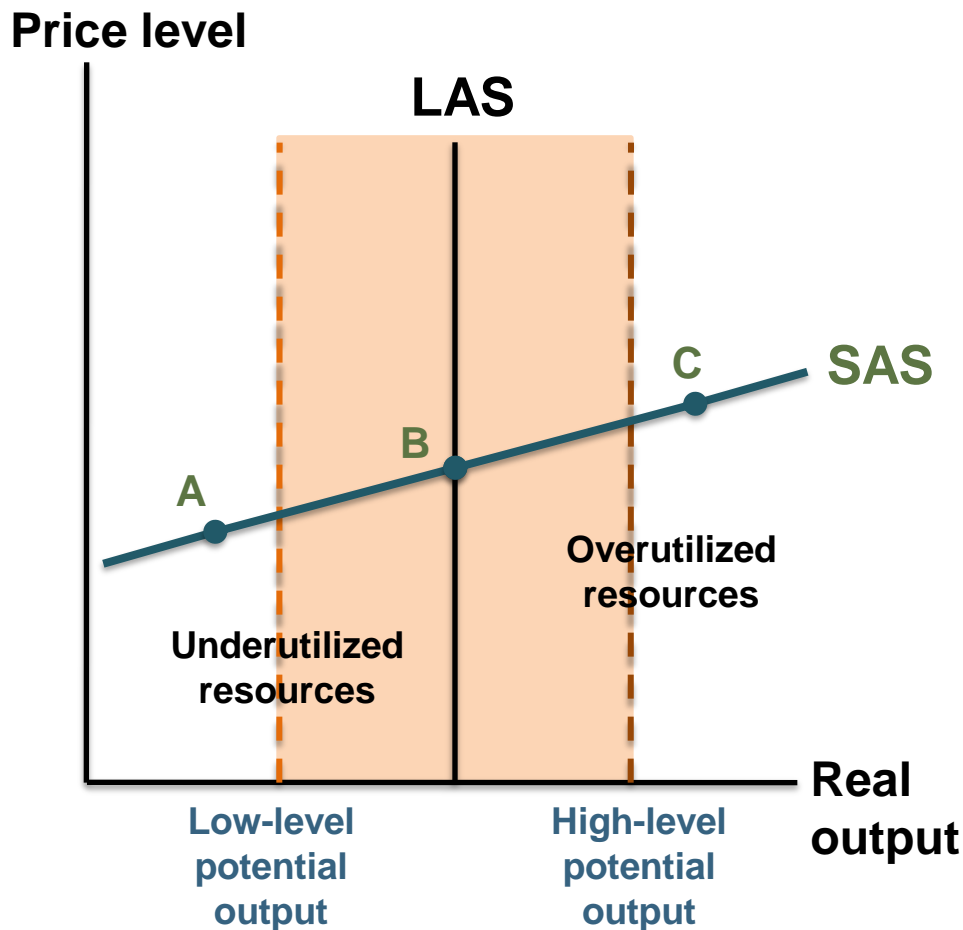 Price level
LAS
SAS
C
B
A
Overutilized
resources
Underutilized
resources
Real
output
Low-level
potential
output
High-level
potential
output